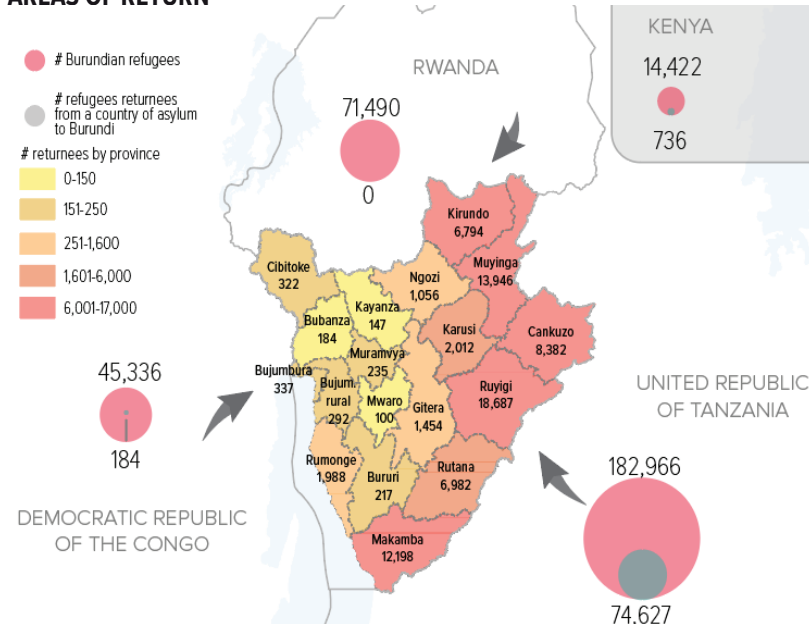 AREAS OF RETURN
# Burundian refugees
# refugees returnees
from a country of asylum
to Burundi
# returnees by province
0-150
151-250
251-1,600
1,601-6,000
6,001-17,000
RWANDA
71,490
0
KENYA
14,422
736
Kirundo
6,794
Muyinga
13,946
Cibitoke
322
Ngozi
1,056
Kayanza
147
Bubanza
184
Karusi
2,012
Cankuzo
8,382
Muramvya
235
Bujumbura
337
Bujum.
rural
292
Mwaro
100
Gitera
1,454
Ruyigi
18,687
Rumonge
1,988
Bururi
217
Rutana
6,982
Makamba
12,198
45,336
184
DEMOCRATIC REPUBLIC
OF THE CONGO
UNITED REPUBLIC
OF TANZANIA
182,966
74,627